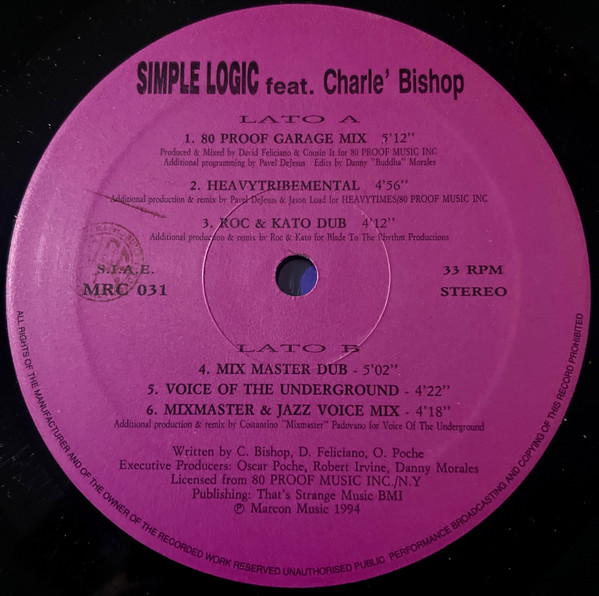 SIMPLE LOGIC feat. Charle' Bishop
LATO A
1. 80 PROOF GARAGE MIX 5'12"
Produced & Mixed by David Feliciano & Cousin It for 80 PROOF MUSIC INC
Additional programming by Pavel DeJesus Edits by Danny "Buddha" Morales
2. HEAVYTRIBEMENTAL 4'56"
Additional production & remix by Pavel DeJesus & Jason Load for HEAVYTIMES/80 PROOF MUSIC INC
3. ROC & KATO DUB 4'12"
Additional production & remix by Roc & Kato for Blade To The Rhythm Productions
S.I.A.E.
MRC 031
33 RPM
STEREO
LATO B
4. MIX MASTER DUB - 5'02"
5. VOICE OF THE UNDERGROUND - 4'22"
6. MIXMASTER & JAZZ VOICE MIX - 4'18"
Additional production & remix by Costantino "Mixmaster" Padovano for Voice Of The Underground
Written by C. Bishop, D. Feliciano, O. Poche
Executive Producers: Oscar Poche, Robert Irvine, Danny Morales
Licensed from 80 PROOF MUSIC INC./N.Y
Publishing: That's Strange Music BMI
℗ Marcon Music 1994
ALL RIGHTS OF THE MANUFACTURER AND OF THE OWNER OF THE RECORDED WORK RESERVED UNAUTHORISED PUBLIC PERFORMANCE BROADCASTING AND COPYING OF THIS RECORD PROHIBITED